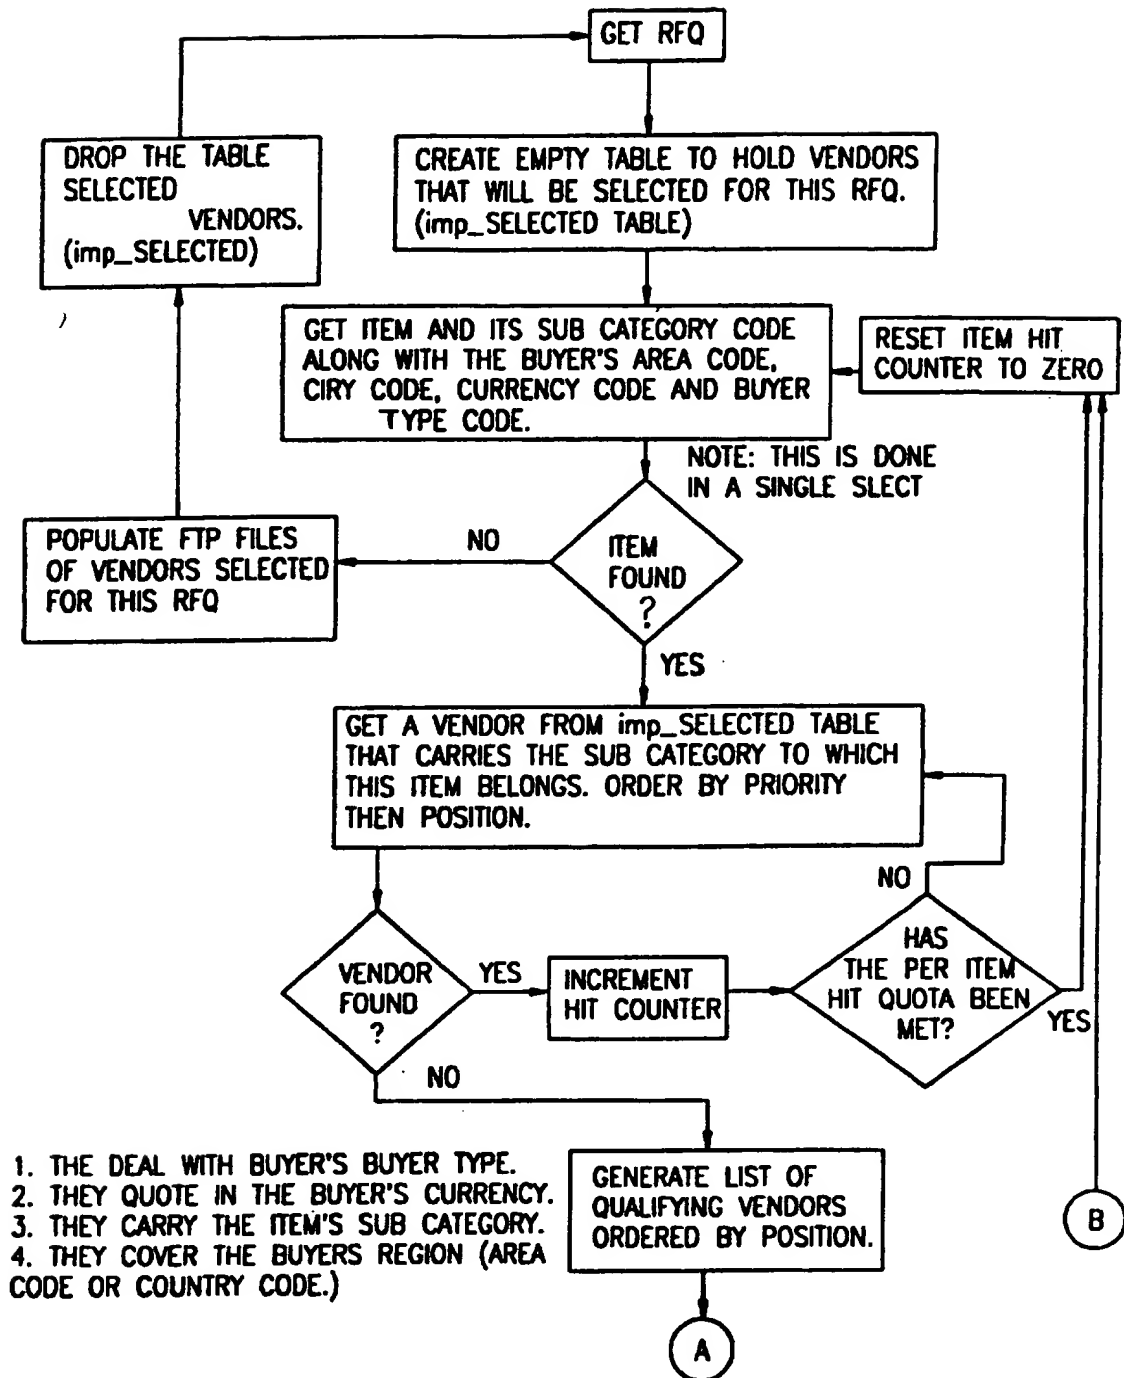 GET RFQ
DROP THE TABLE
SELECTED
VENDORS.
(imp_SELECTED)
CREATE EMPTY TABLE TO HOLD VENDORS
THAT WILL BE SELECTED FOR THIS RFQ.
(imp_SELECTED TABLE)
GET ITEM AND ITS SUB CATEGORY CODE
ALONG WITH THE BUYER'S AREA CODE,
CIRY CODE, CURRENCY CODE AND BUYER
TYPE CODE.
RESET ITEM HIT
COUNTER TO ZERO
NOTE: THIS IS DONE
IN A SINGLE SLECT
POPULATE FTP FILES
OF VENDORS SELECTED
FOR THIS RFQ
NO
ITEM
FOUND
?
YES
GET A VENDOR FROM imp_SELECTED TABLE
THAT CARRIES THE SUB CATEGORY TO WHICH
THIS ITEM BELONGS. ORDER BY PRIORITY
THEN POSITION.
NO
VENDOR
FOUND
?
YES
INCREMENT
HIT COUNTER
HAS
THE PER ITEM
HIT QUOTA BEEN
MET?
YES
NO
1. THE DEAL WITH BUYER'S BUYER TYPE.
2. THEY QUOTE IN THE BUYER'S CURRENCY.
3. THEY CARRY THE ITEM'S SUB CATEGORY.
4. THEY COVER THE BUYERS REGION (AREA
CODE OR COUNTRY CODE.)
GENERATE LIST OF
QUALIFYING VENDORS
ORDERED BY POSITION.
B
A